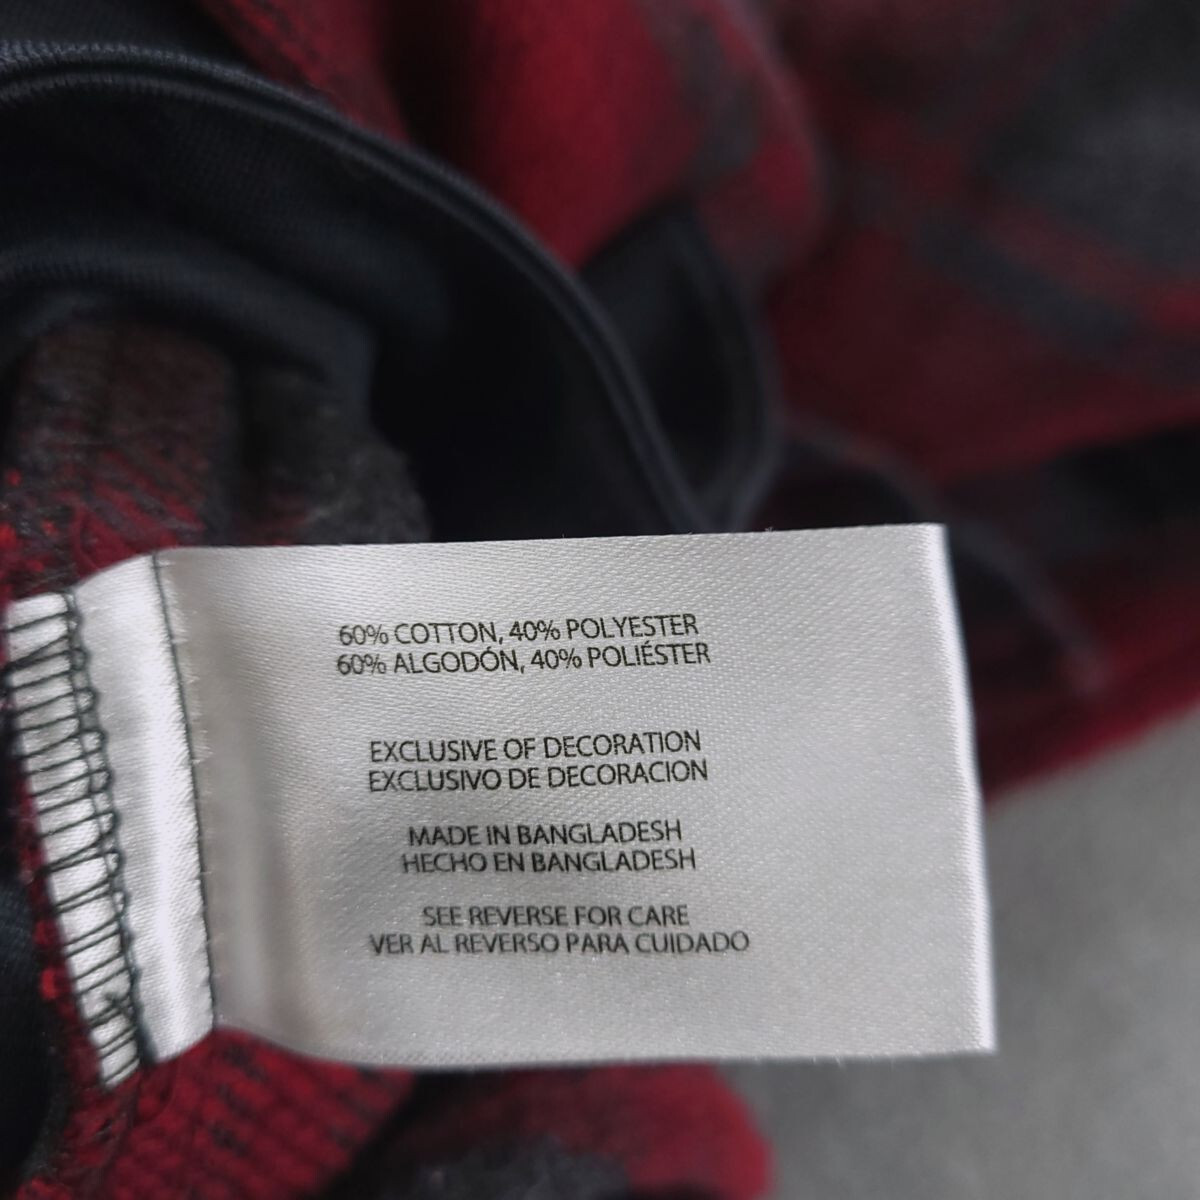 60% COTTON, 40% POLYESTER
60% ALGODÓN, 40% POLIÉSTER
EXCLUSIVE OF DECORATION
EXCLUSIVO DE DECORACION
MADE IN BANGLADESH
HECHO EN BANGLADESH
SEE REVERSE FOR CARE
VER AL REVERSO PARA CUIDADO